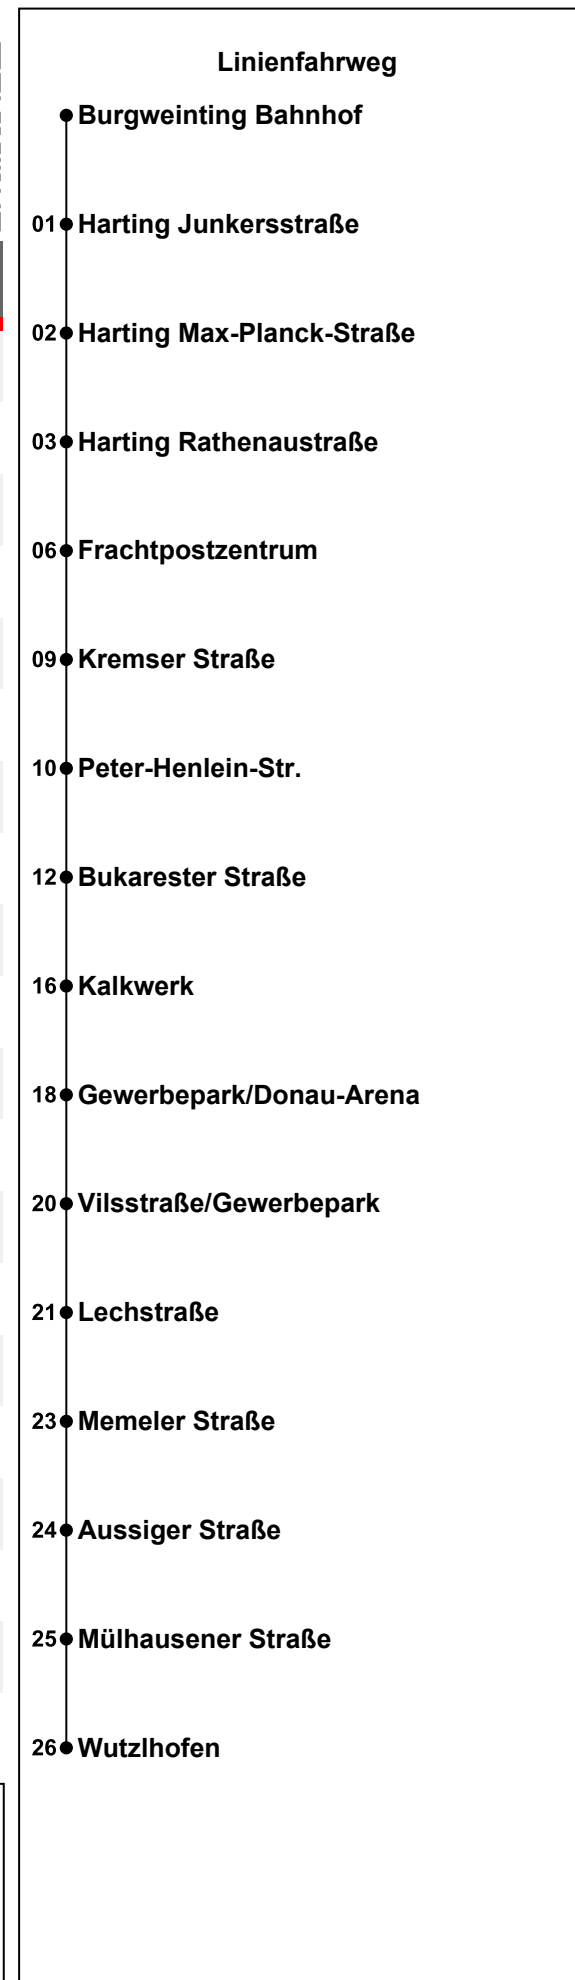 Linienfahrweg
Burgweinting Bahnhof
01 Harting Junkersstraße
02 Harting Max-Planck-Straße
03 Harting Rathenaustraße
06 Frachtpostzentrum
09 Kremser Straße
10 Peter-Henlein-Str.
12 Bukarester Straße
16 Kalkwerk
18 Gewerbepark/Donau-Arena
20 Vilsstraße/Gewerbepark
21 Lechstraße
23 Memeler Straße
24 Aussiger Straße
25 Mülhausener Straße
26 Wutzlhofen